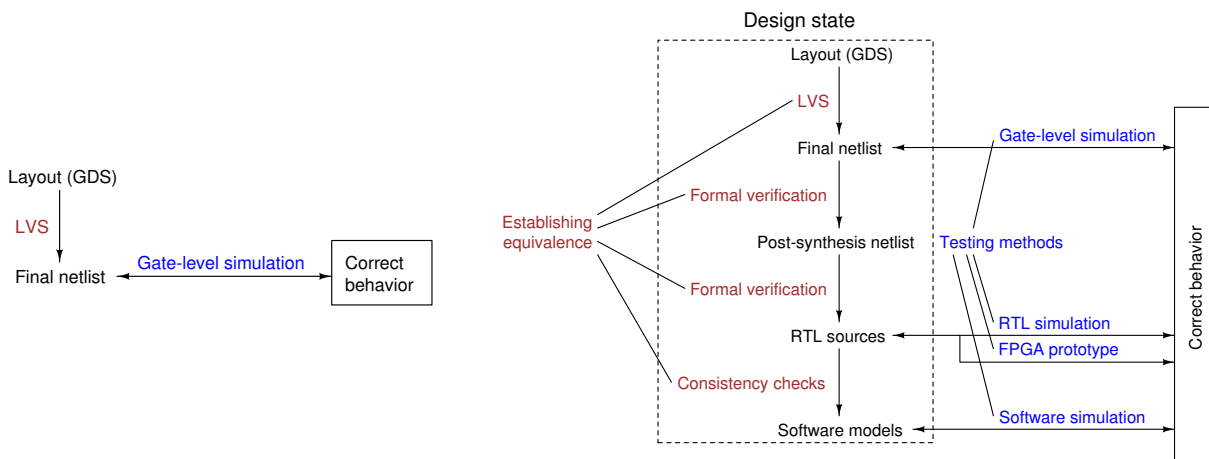 Layout (GDS)
LVS
Final netlist
Gate-level simulation
Correct
behavior
Design state
Layout (GDS)
LVS
Final netlist
Gate-level simulation
Formal verification
Establishing
equivalence
Post-synthesis netlist
Testing methods
Formal verification
RTL sources
RTL simulation
FPGA prototype
Consistency checks
Software models
Software simulation
Correct behavior